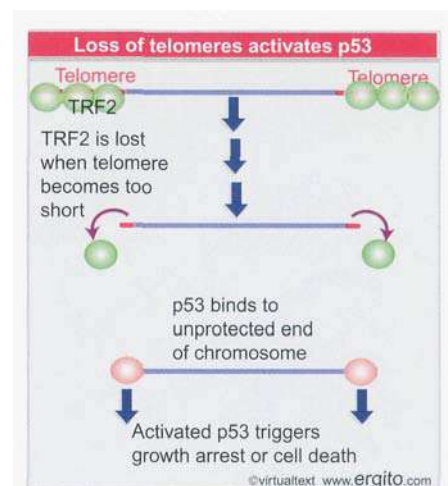 Loss of telomeres activates p53
Telomere Telomere
TRF2
TRF2 is lost
when telomere
becomes too
short
p53 binds to
unprotected end
of chromosome
Activated p53 triggers
growth arrest or cell death
©virtualtext www.ergito.com